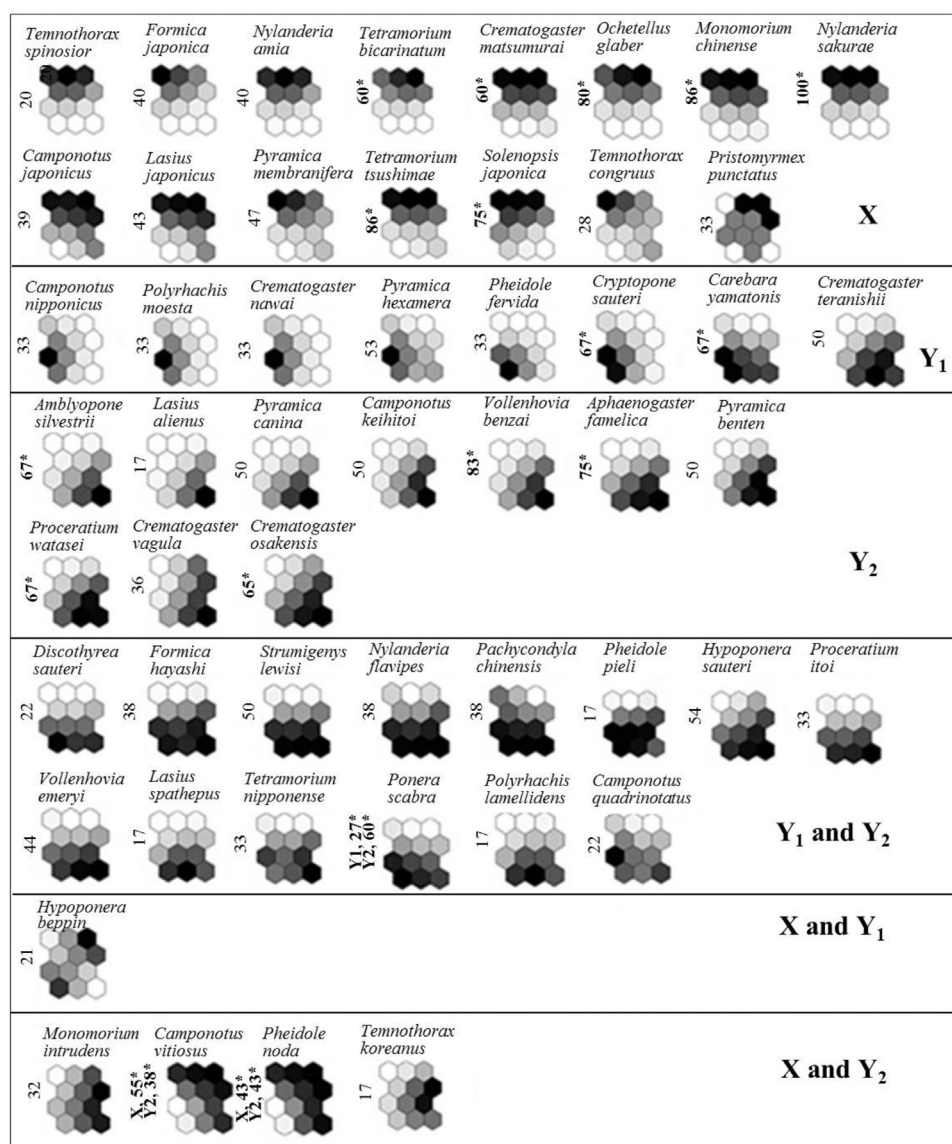 Temnothorax spinosior
Formica japonica
Nylanderia amia
Tetramorium bicarinatum
Crematogaster matsumurai
Ochetellus glaber
Monomorium chinense
Nylanderia sakurae
20
20
40
40
60*
60*
80*
86*
100*
Camponotus japonicus
Lasius japonicus
Pyramica membranifera
Tetramorium tsushimae
Solenopsis japonica
Temnothorax congruus
Pristomyrmex punctatus
39
43
47
86*
75*
28
33
X
Camponotus nipponicus
Polyrhachis moesta
Crematogaster nawai
Pyramica hexamera
Pheidole fervida
Cryptopone sauteri
Carebara yamatonis
Crematogaster teranishii
33
33
33
53
33
67*
67*
50
Y1
Amblyopone silvestrii
Lasius alienus
Pyramica canina
Camponotus keihitoi
Vollenhovia benzai
Aphaenogaster famelica
Pyramica benten
67*
17
50
50
83*
75*
50
Proceratium watasei
Crematogaster vagula
Crematogaster osakensis
67*
36
65*
Y2
Discothyrea sauteri
Formica hayashi
Strumigenys lewisi
Nylanderia flavipes
Pachycondyla chinensis
Pheidole pieli
Hypoponera sauteri
Proceratium itoi
22
38
50
38
38
17
54
33
Vollenhovia emeryi
Lasius spathepus
Tetramorium nipponense
Ponera scabra
Polyrhachis lamellidens
Camponotus quadrinotatus
44
17
33
Y1, 27*
Y2, 60*
17
22
Y1 and Y2
Hypoponera beppin
21
X and Y1
Monomorium intrudens
Camponotus vitiosus
Pheidole noda
Temnothorax koreanus
32
X, 55*
Y2, 38*
X, 43*
Y2, 43*
17
X and Y2